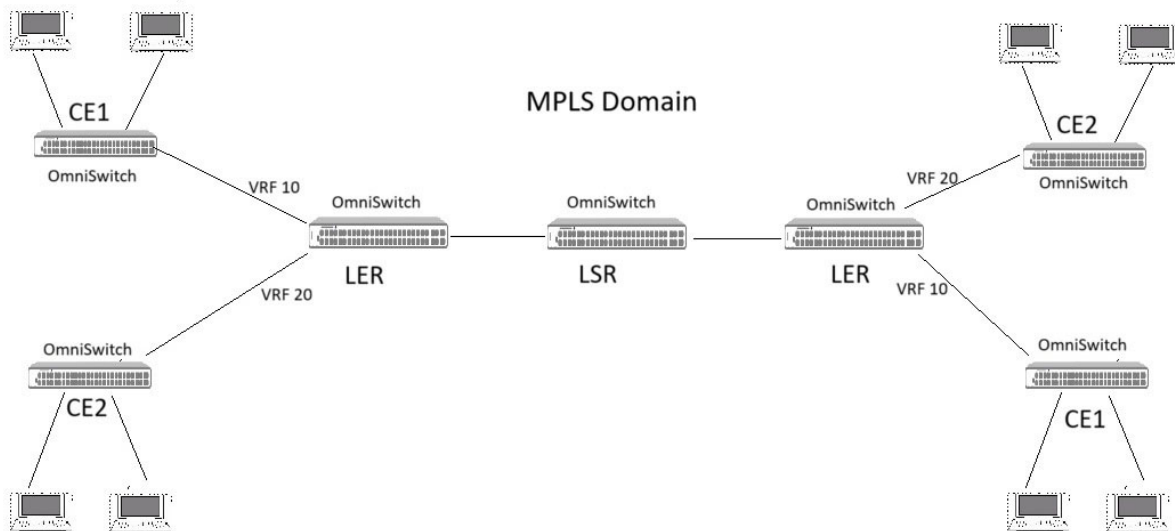 MPLS Domain
CE1
OmniSwitch
VRF 10
OmniSwitch
LER
VRF 20
OmniSwitch
CE2
OmniSwitch
LSR
OmniSwitch
LER
VRF 20
CE2
OmniSwitch
VRF 10
OmniSwitch
CE1